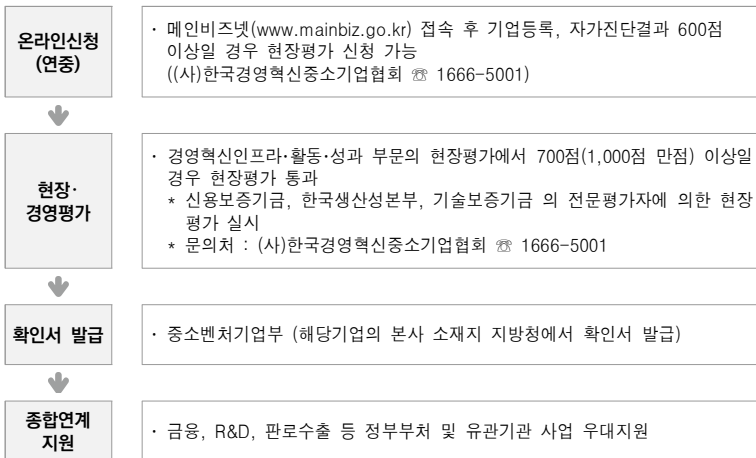 온라인신청
(연중)
· 메인비즈넷(www.mainbiz.go.kr) 접속 후 기업등록, 자가진단결과 600점
이상일 경우 현장평가 신청 가능
((사)한국경영혁신중소기업협회 ☏ 1666-5001)
현장·
경영평가
· 경영혁신인프라·활동·성과 부문의 현장평가에서 700점(1,000점 만점) 이상일
경우 현장평가 통과
* 신용보증기금, 한국생산성본부, 기술보증기금 의 전문평가자에 의한 현장
평가 실시
* 문의처 : (사)한국경영혁신중소기업협회 ☏ 1666-5001
확인서 발급
· 중소벤처기업부 (해당기업의 본사 소재지 지방청에서 확인서 발급)
종합연계
지원
· 금융, R&D, 판로수출 등 정부부처 및 유관기관 사업 우대지원